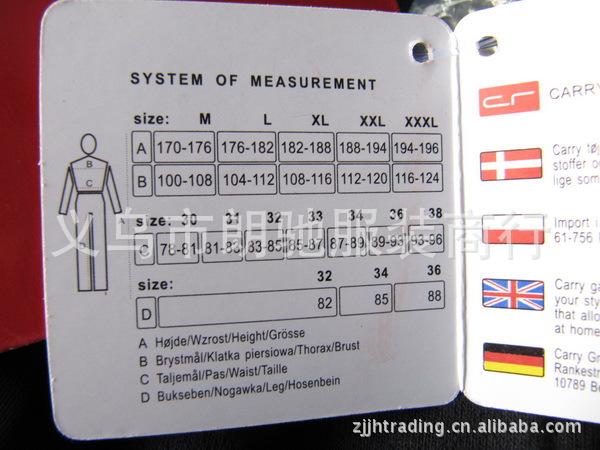 SYSTEM OF MEASUREMENT
size: M L XL XXL XXXL
A 170-176 176-182 182-188 188-194 194-196
B 100-108 104-112 108-116 112-120 116-124
size: 30 31 32 33 34 36 38
C 78-81 81-83 83-85 85-87 87-89 89-93 93-96
size: 32 34 36
D 82 85 88
A Højde/Wzrost/Height/Grösse
B Brystmål/Klatka piersiowa/Thorax/Brust
C Taljemål/Pas/Waist/Taille
D Bukseben/Nogawka/Leg/Hosenbein
B
C
CARRY
Carry tøj
stoffer o
lige som
Import i
61-756
Carry ga
your sty
that allo
at home
Carry Gr
Rankestr
10789 Be
义乌市朗驰服装商行
zjjhtrading.cn.alibaba.com